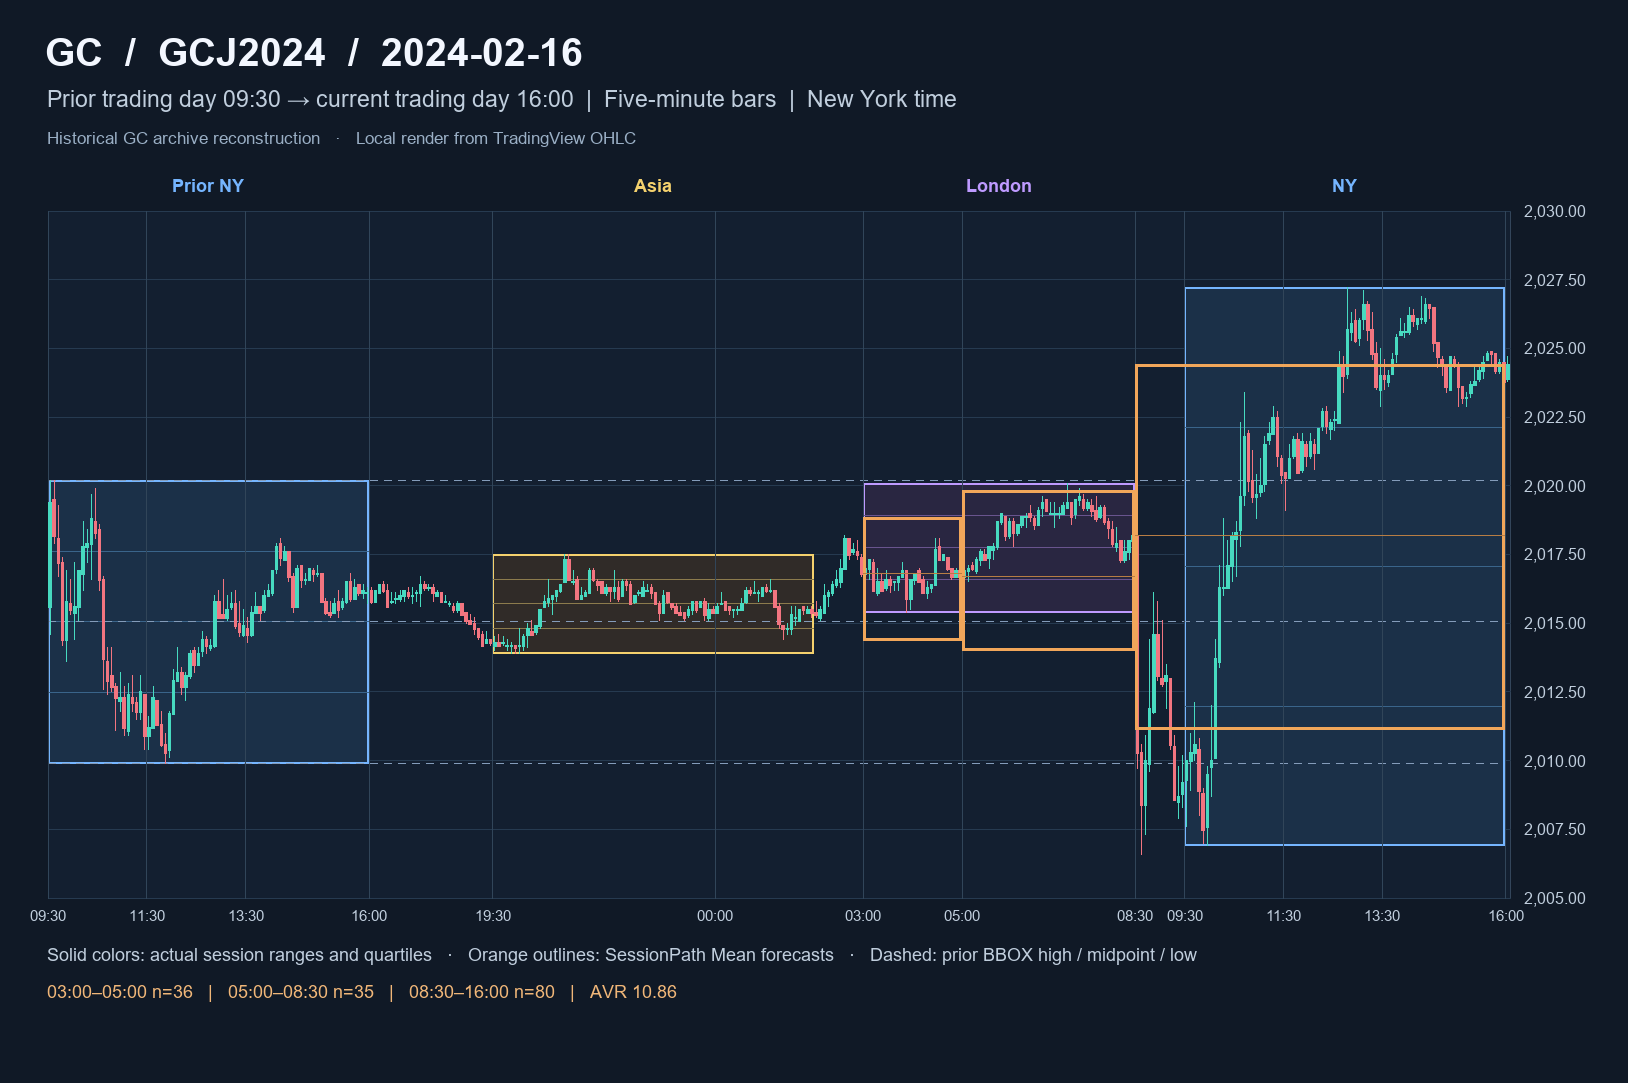 GC / GCJ2024 / 2024-02-16
Prior trading day 09:30 → current trading day 16:00 | Five-minute bars | New York time
Historical GC archive reconstruction · Local render from TradingView OHLC
Prior NY Asia London NY
2,030.00
2,027.50
2,025.00
2,022.50
2,020.00
2,017.50
2,015.00
2,012.50
2,010.00
2,007.50
2,005.00
09:30 11:30 13:30 16:00 19:30 00:00 03:00 05:00 08:30 09:30 11:30 13:30 16:00
Solid colors: actual session ranges and quartiles · Orange outlines: SessionPath Mean forecasts · Dashed: prior BBOX high / midpoint / low
03:00–05:00 n=36 | 05:00–08:30 n=35 | 08:30–16:00 n=80 | AVR 10.86